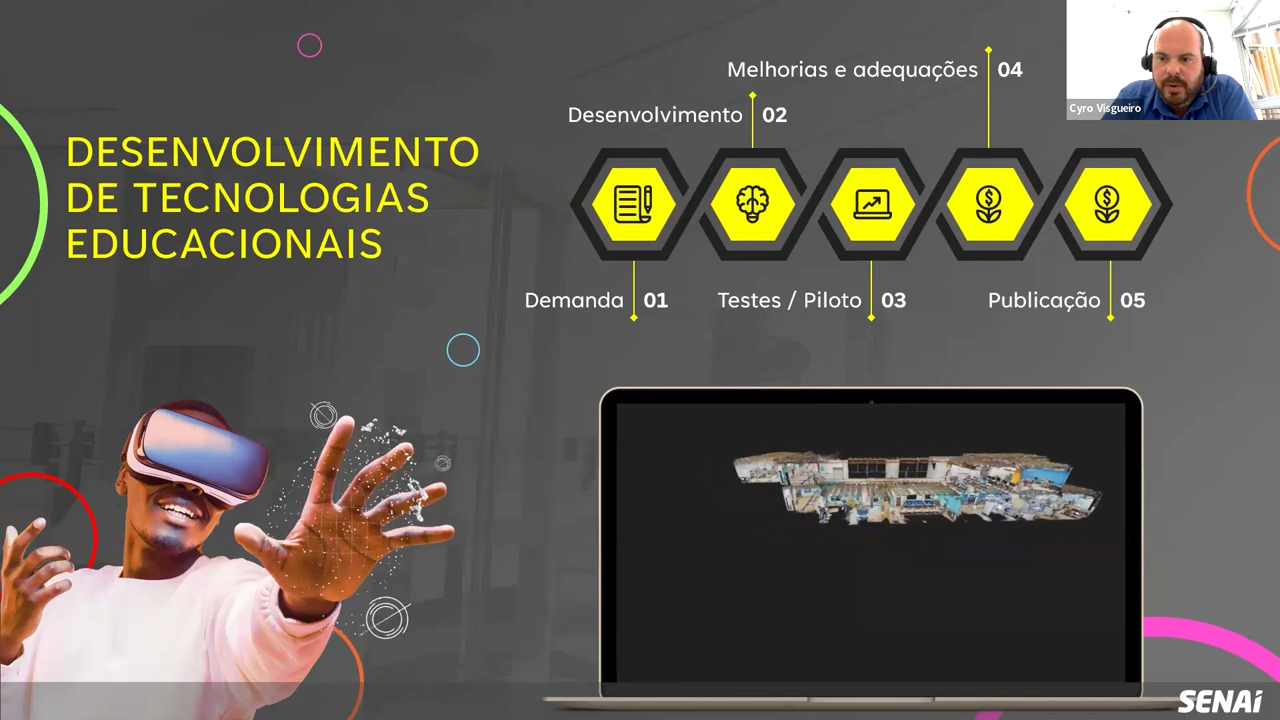 DESENVOLVIMENTO
DE TECNOLOGIAS
EDUCACIONAIS
Melhorias e adequações 04
Desenvolvimento 02
Demanda 01
Testes / Piloto 03
Publicação 05
Cyro Visgueiro
SENAI